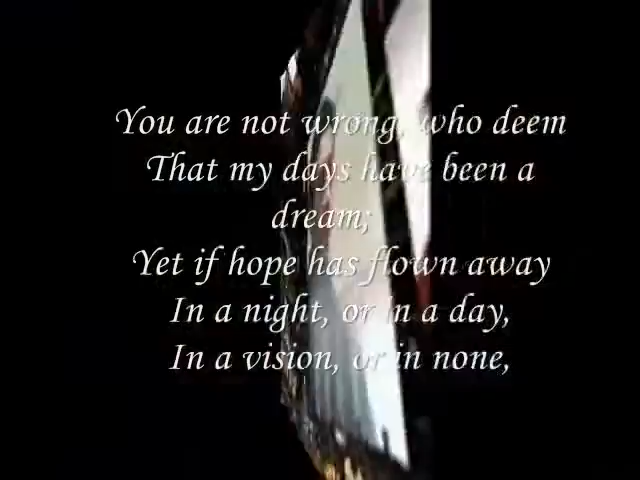 You are not wrong, who deem
That my days have been a
dream;
Yet if hope has flown away
In a night, or in a day,
In a vision, or in none,